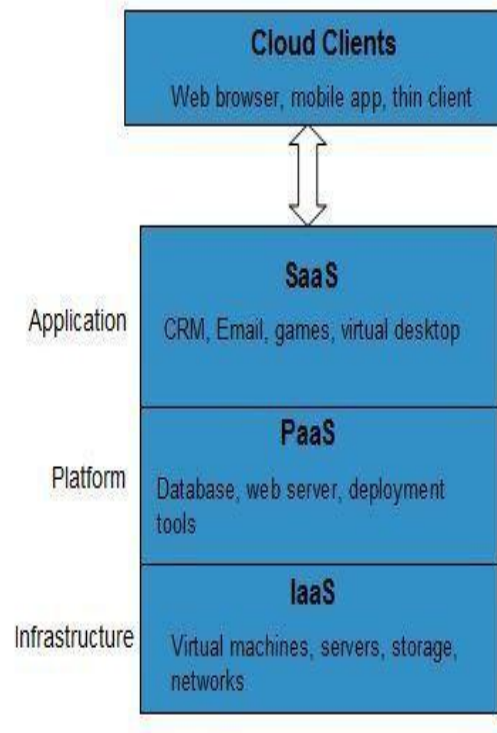 Cloud Clients
Web browser, mobile app, thin client
SaaS
Application
CRM, Email, games, virtual desktop
PaaS
Platform
Database, web server, deployment
tools
IaaS
Infrastructure
Virtual machines, servers, storage,
networks